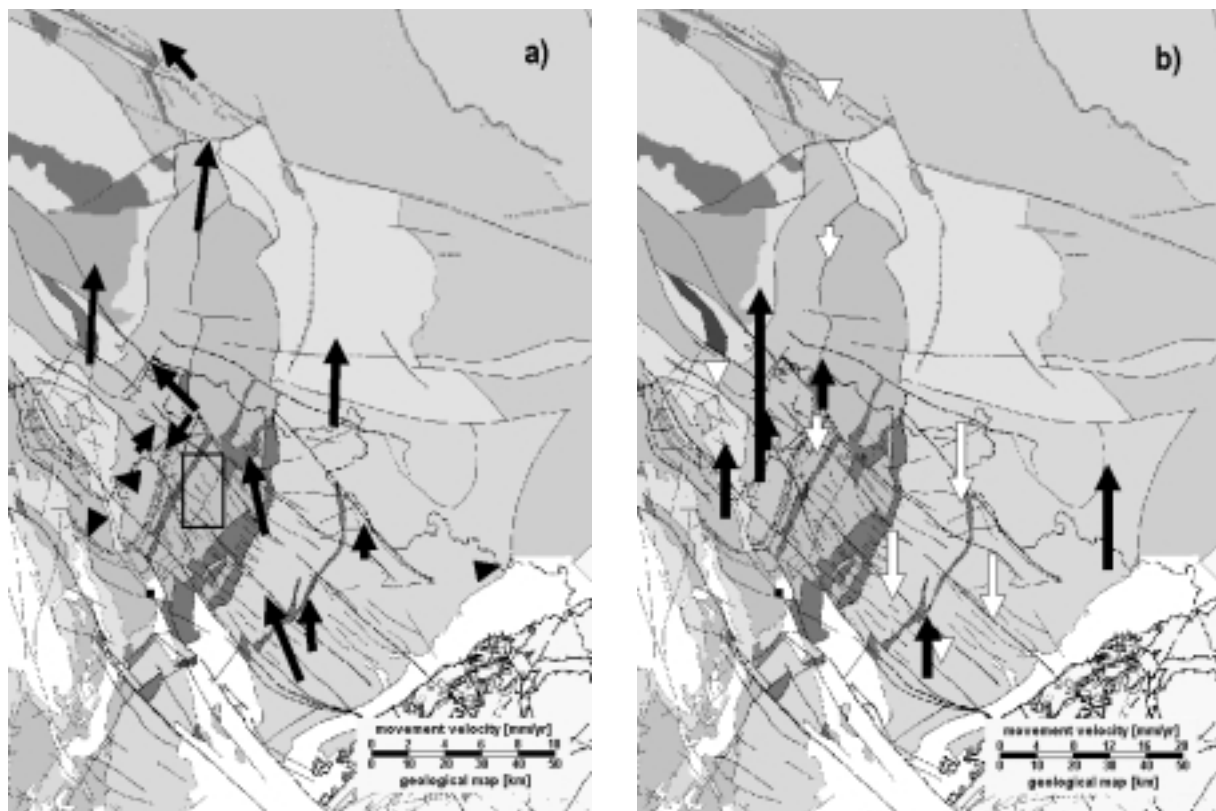 a)
movement velocity [mm/yr]
0 2 4 6 8 10
0 10 20 30 40 50
geological map [km]
b)
movement velocity [mm/yr]
0 4 8 12 16 20
0 10 20 30 40 50
geological map [km]